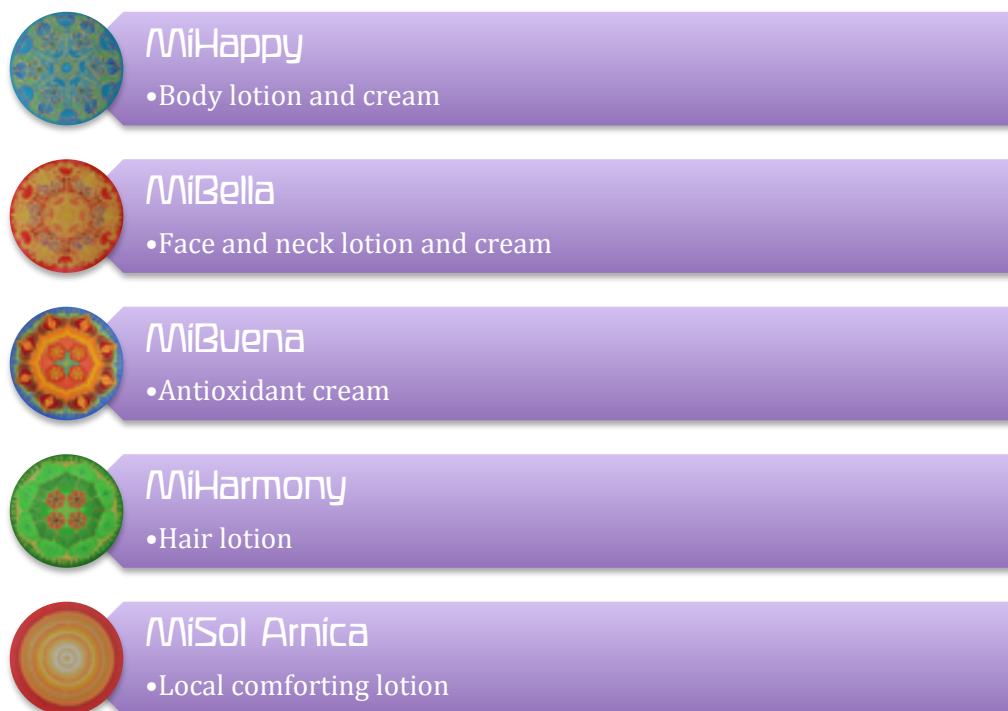 MiHappy
•Body lotion and cream
MiBella
•Face and neck lotion and cream
MiBuena
•Antioxidant cream
MiHarmony
•Hair lotion
MiSol Arnica
•Local comforting lotion